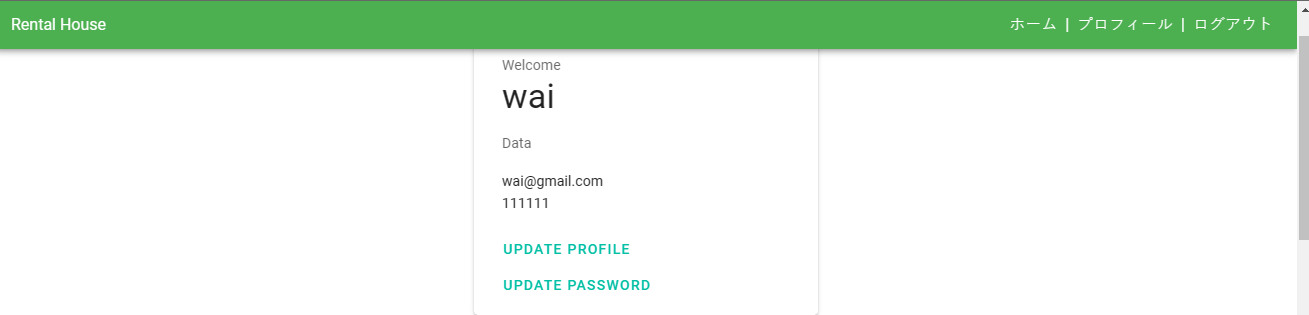 Rental House
ホーム | プロフィール | ログアウト
Welcome
wai
Data
wai@gmail.com
111111
UPDATE PROFILE
UPDATE PASSWORD